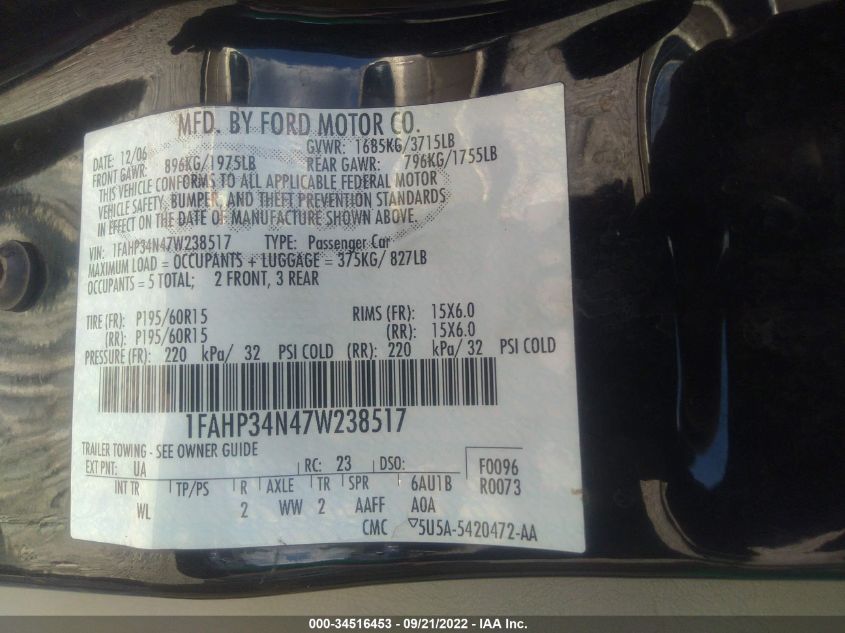 MFD. BY FORD MOTOR CO.
DATE: 12/06 GVWR: 1685KG/3715LB
FRONT GAWR: 896KG/1975LB REAR GAWR: 796KG/1755LB
THIS VEHICLE CONFORMS TO ALL APPLICABLE FEDERAL MOTOR
VEHICLE SAFETY, BUMPER, AND THEFT PREVENTION STANDARDS
IN EFFECT ON THE DATE OF MANUFACTURE SHOWN ABOVE.
VIN: 1FAHP34N47W238517 TYPE: Passenger Car
MAXIMUM LOAD = OCCUPANTS + LUGGAGE = 375KG/ 827LB
OCCUPANTS = 5 TOTAL; 2 FRONT, 3 REAR
TIRE (FR): P195/60R15 RIMS (FR): 15X6.0
(RR): P195/60R15 (RR): 15X6.0
PRESSURE (FR): 220 kPa/ 32 PSI COLD (RR): 220 kPa/ 32 PSI COLD
1FAHP34N47W238517
TRAILER TOWING - SEE OWNER GUIDE
EXT PNT: UA RC: 23 DSO: F0096
INT TR TP/PS R AXLE TR SPR 6AU1B R0073
WL 2 WW 2 AAFF A0A
CMC ▽5U5A-5420472-AA
000-34516453 - 09/21/2022 - IAA Inc.